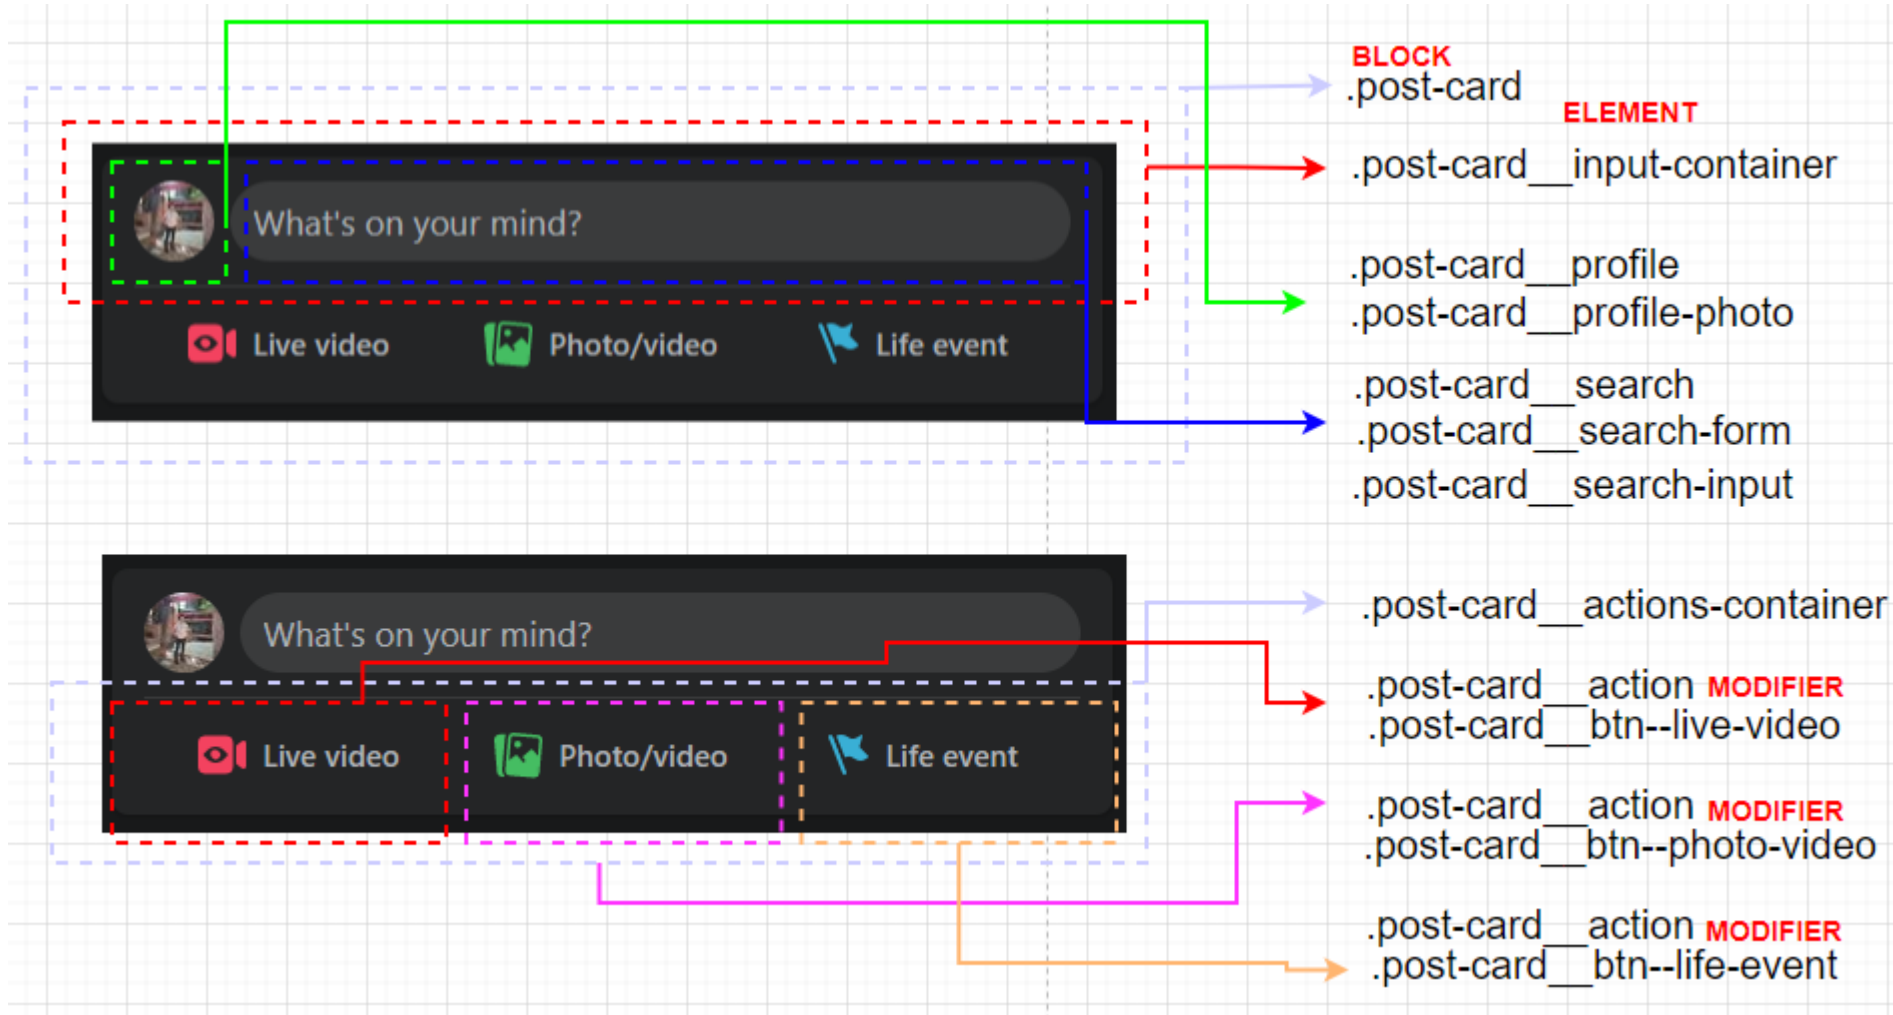 BLOCK
.post-card
ELEMENT
.post-card__input-container
What's on your mind?
.post-card__profile
.post-card__profile-photo
Live video
Photo/video
Life event
.post-card__search
.post-card__search-form
.post-card__search-input
What's on your mind?
.post-card__actions-container
.post-card__action MODIFIER
.post-card__btn--live-video
Live video
Photo/video
Life event
.post-card__action MODIFIER
.post-card__btn--photo-video
.post-card__action MODIFIER
.post-card__btn--life-event